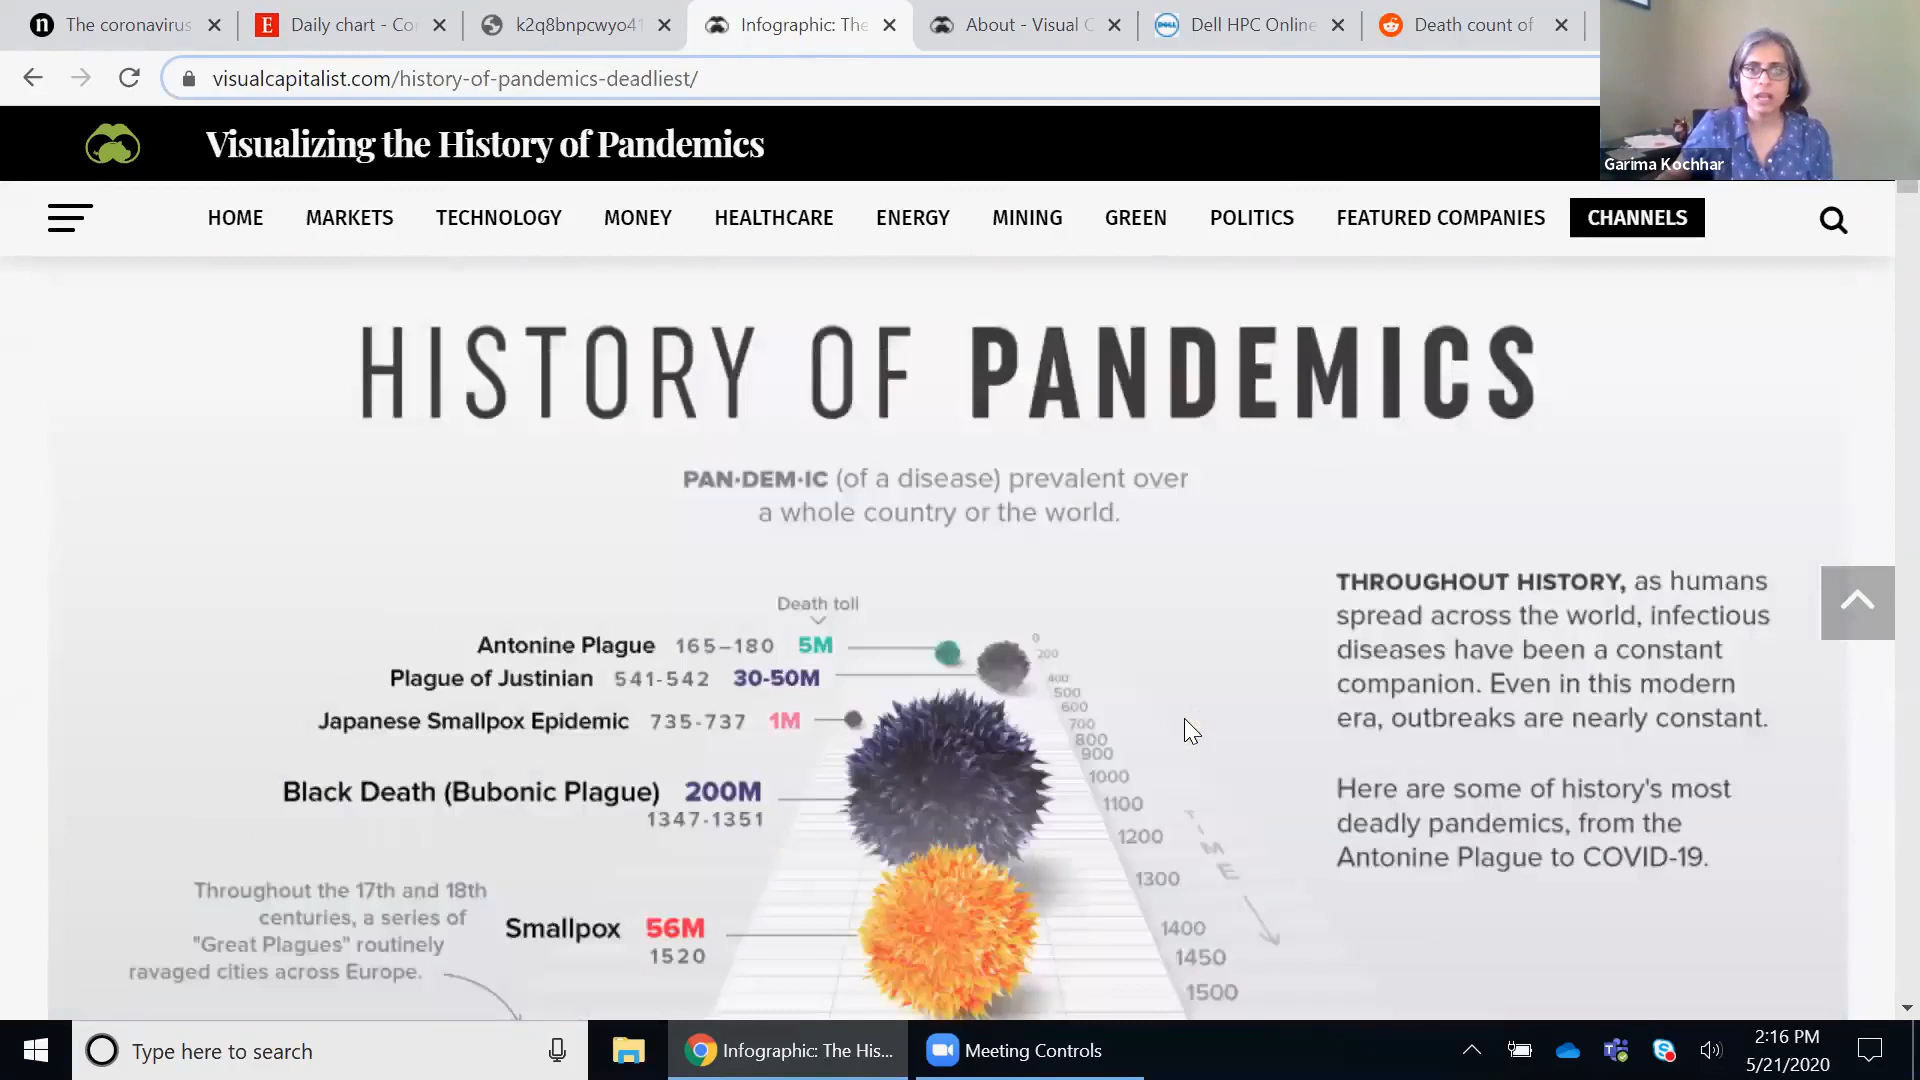 The coronavirus
Daily chart - Co
k2q8bnpcwyo41
Infographic: The
About - Visual C
Dell HPC Online
Death count of
visualcapitalist.com/history-of-pandemics-deadliest/
Garima Kochhar
Visualizing the History of Pandemics
HOME MARKETS TECHNOLOGY MONEY HEALTHCARE ENERGY MINING GREEN POLITICS FEATURED COMPANIES CHANNELS
HISTORY OF PANDEMICS
PAN·DEM·IC (of a disease) prevalent over
a whole country or the world.
Death toll
Antonine Plague 165-180 5M
Plague of Justinian 541-542 30-50M
Japanese Smallpox Epidemic 735-737 1M
Black Death (Bubonic Plague) 200M
1347-1351
Throughout the 17th and 18th
centuries, a series of
"Great Plagues" routinely
ravaged cities across Europe.
Smallpox 56M
1520
0
200
400
500
600
700
800
900
1000
1100
1200
1300
1400
1450
1500
TIME
THROUGHOUT HISTORY, as humans
spread across the world, infectious
diseases have been a constant
companion. Even in this modern
era, outbreaks are nearly constant.
Here are some of history's most
deadly pandemics, from the
Antonine Plague to COVID-19.
Type here to search
Infographic: The His...
Meeting Controls
2:16 PM
5/21/2020